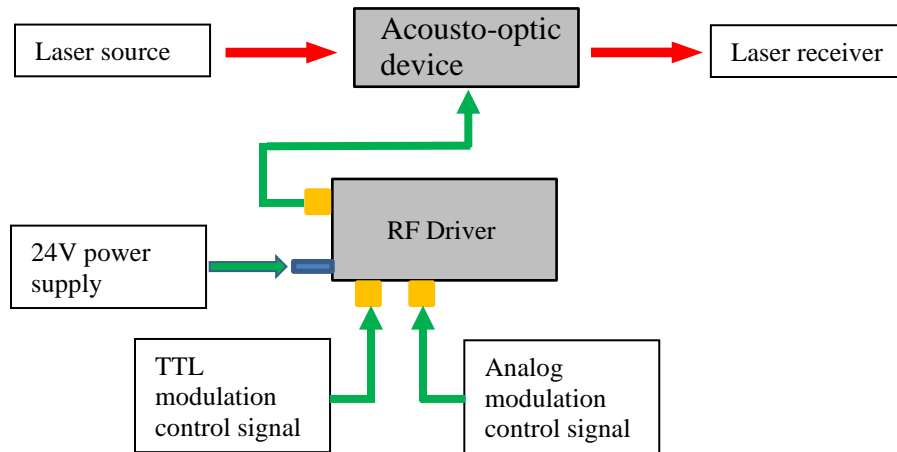 Laser source
Acousto-optic
device
Laser receiver
RF Driver
24V power
supply
TTL
modulation
control signal
Analog
modulation
control signal